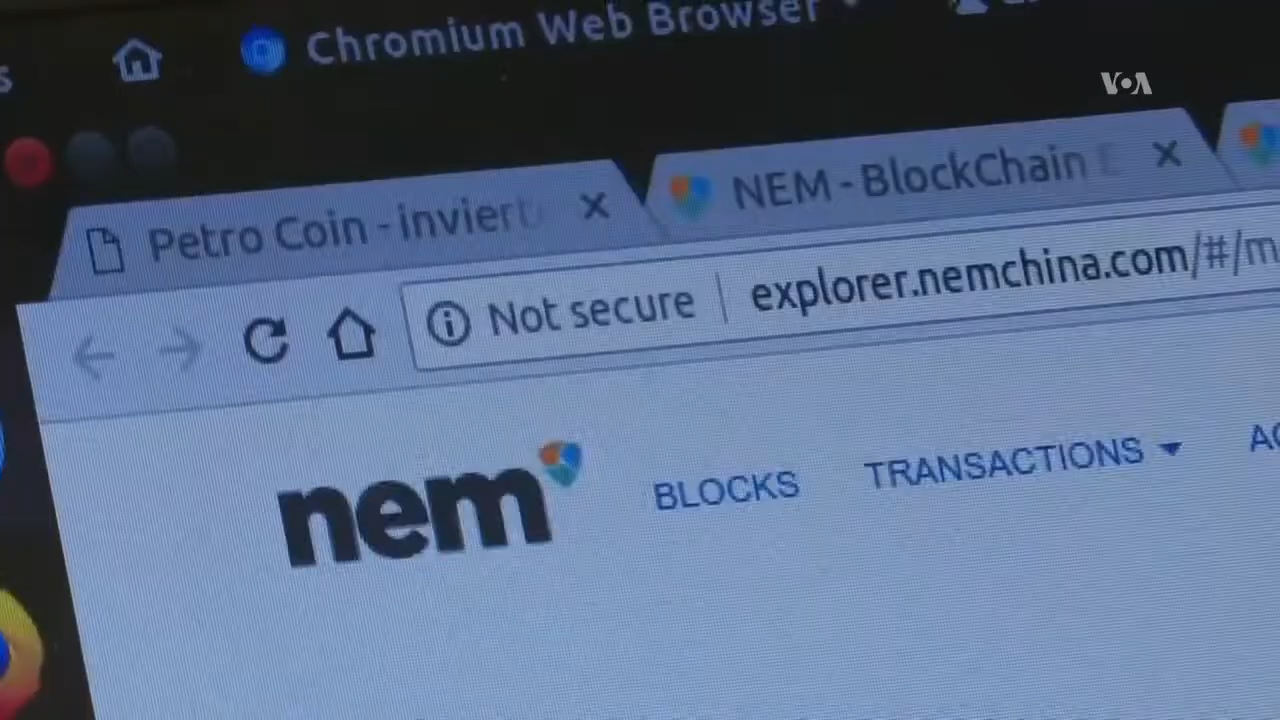 Chromium Web Browser
VOA
Petro Coin - inviert
NEM - BlockChain
Not secure
explorer.nemchina.com/#/m
nem
BLOCKS
TRANSACTIONS